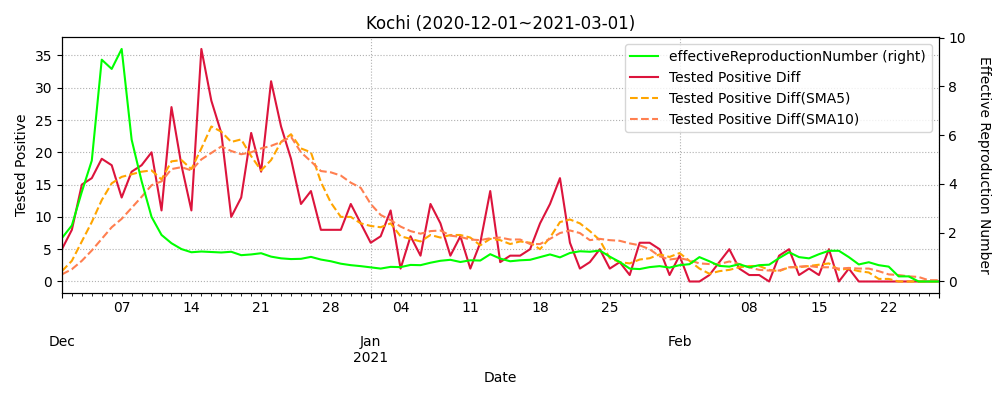 Kochi (2020-12-01~2021-03-01)
effectiveReproductionNumber (right)
Tested Positive Diff
Tested Positive Diff(SMA5)
Tested Positive Diff(SMA10)
Tested Positive
35
30
25
20
15
10
5
0
10
8
6
4
2
0
Effective Reproduction Number
07 14 21 28 04 11 18 25 08 15 22
Dec Jan Feb
2021
Date